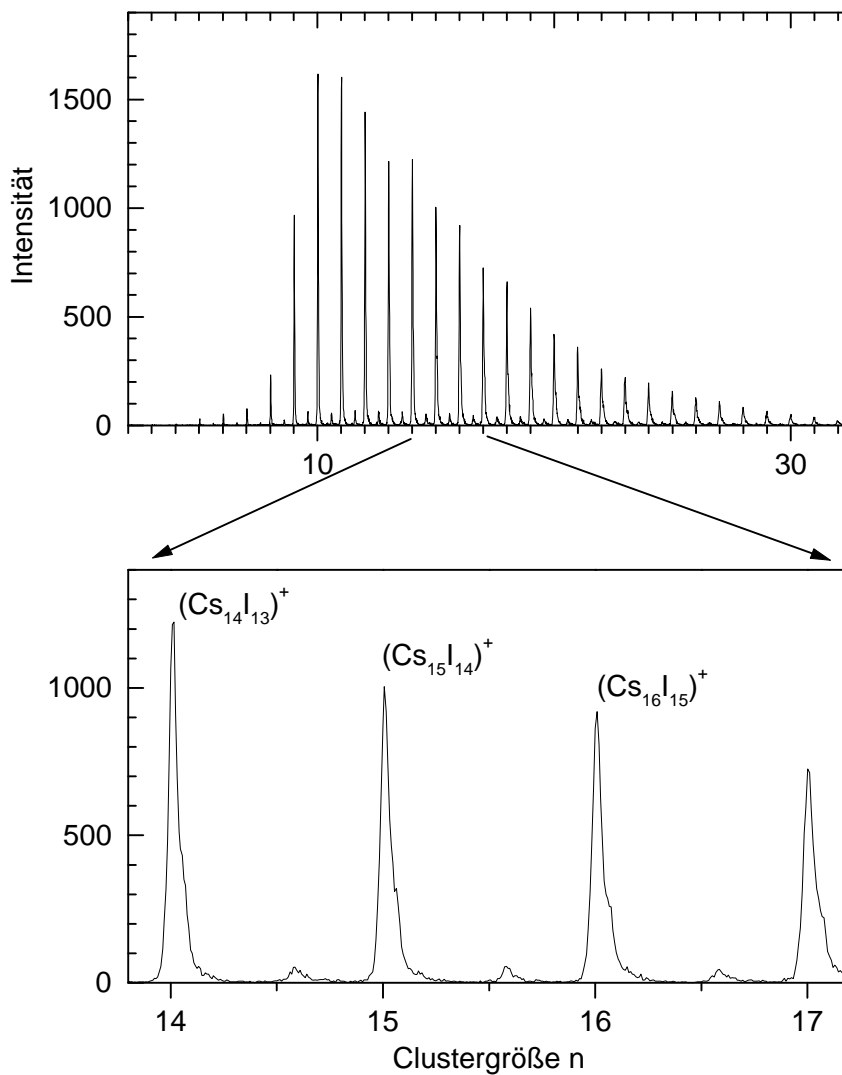 1500
1000
500
0
Intensität
10
30
(Cs₁₄I₁₃)⁺
(Cs₁₅I₁₄)⁺
(Cs₁₆I₁₅)⁺
1000
500
0
14
15
16
17
Clustergröße n